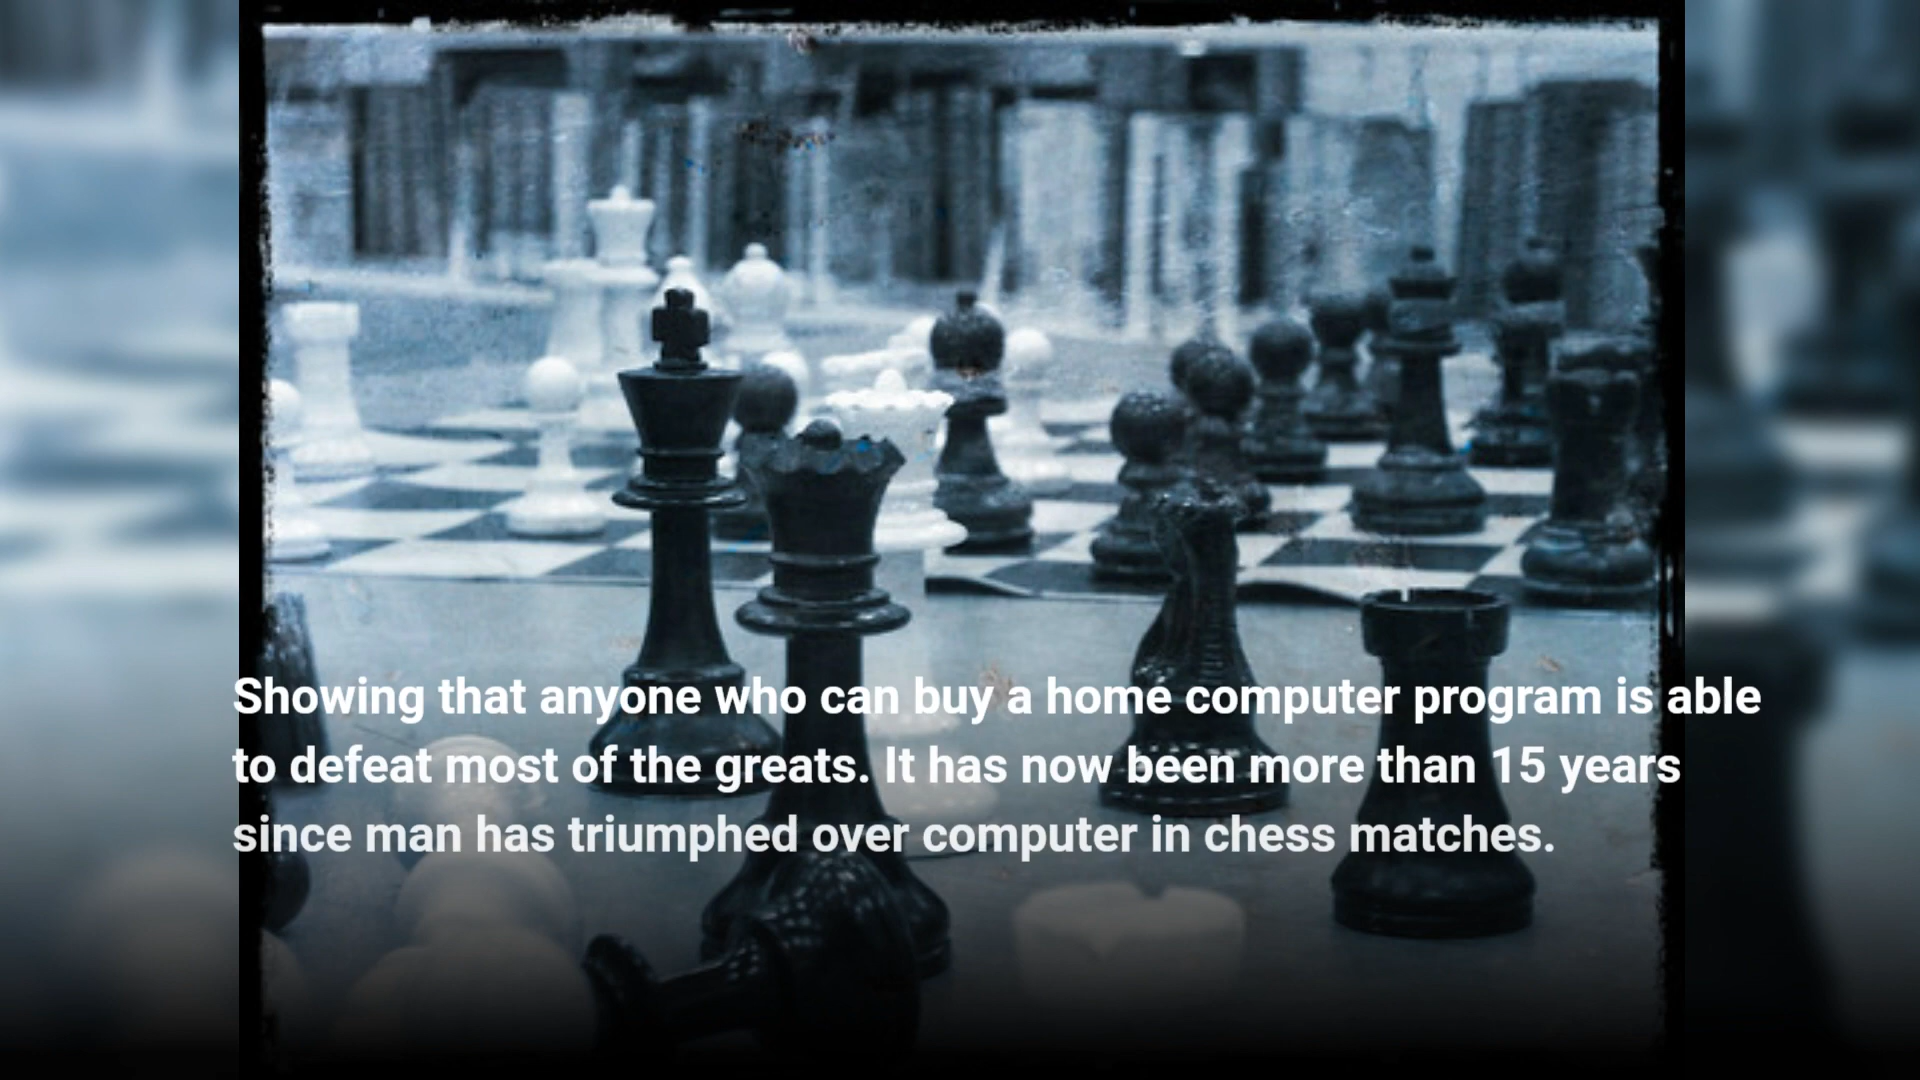 Showing that anyone who can buy a home computer program is able
to defeat most of the greats. It has now been more than 15 years
since man has triumphed over computer in chess matches.